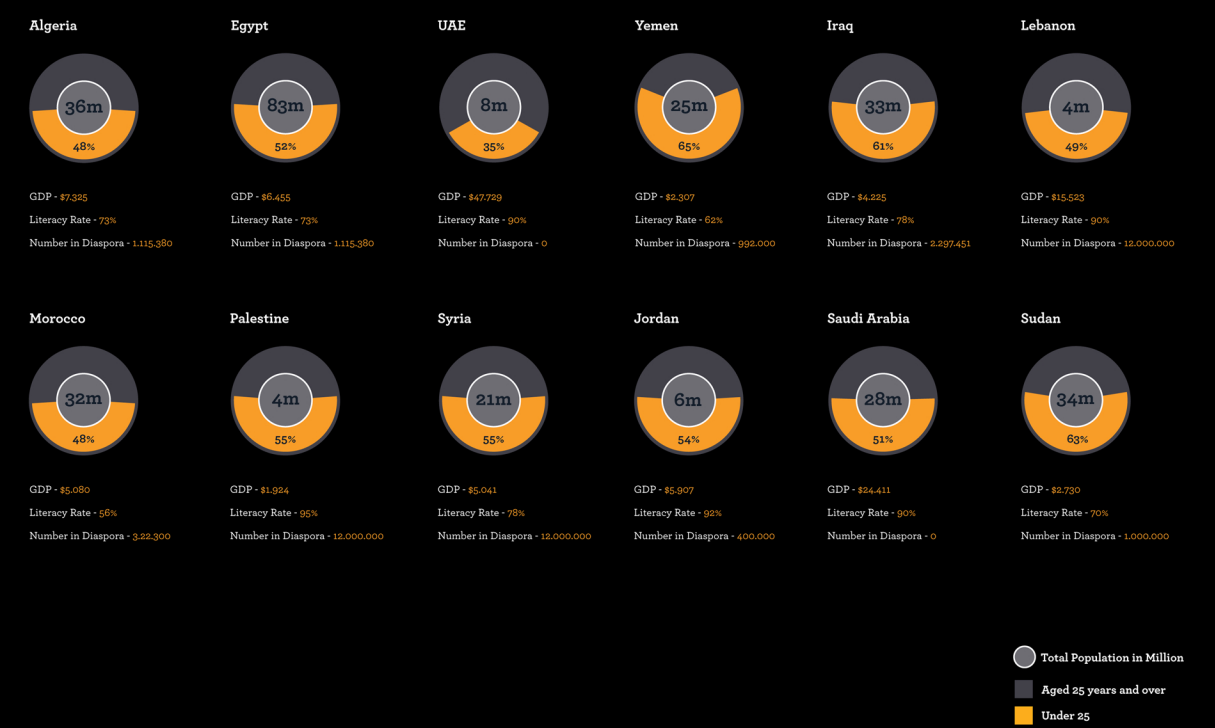 Algeria
36m
48%
GDP - $7.325
Literacy Rate - 73%
Number in Diaspora - 1.115.380
Egypt
83m
52%
GDP - $6.455
Literacy Rate - 73%
Number in Diaspora - 1.115.380
UAE
8m
35%
GDP - $47.729
Literacy Rate - 90%
Number in Diaspora - 0
Yemen
25m
65%
GDP - $2.307
Literacy Rate - 62%
Number in Diaspora - 992.000
Iraq
33m
61%
GDP - $4.225
Literacy Rate - 78%
Number in Diaspora - 2.297.451
Lebanon
4m
49%
GDP - $15.523
Literacy Rate - 90%
Number in Diaspora - 12.000.000
Morocco
32m
48%
GDP - $5.080
Literacy Rate - 56%
Number in Diaspora - 3.22.300
Palestine
4m
55%
GDP - $1.924
Literacy Rate - 95%
Number in Diaspora - 12.000.000
Syria
21m
55%
GDP - $5.041
Literacy Rate - 78%
Number in Diaspora - 12.000.000
Jordan
6m
54%
GDP - $5.907
Literacy Rate - 92%
Number in Diaspora - 400.000
Saudi Arabia
28m
51%
GDP - $24.411
Literacy Rate - 90%
Number in Diaspora - 0
Sudan
34m
63%
GDP - $2.730
Literacy Rate - 70%
Number in Diaspora - 1.000.000
Total Population in Million
Aged 25 years and over
Under 25